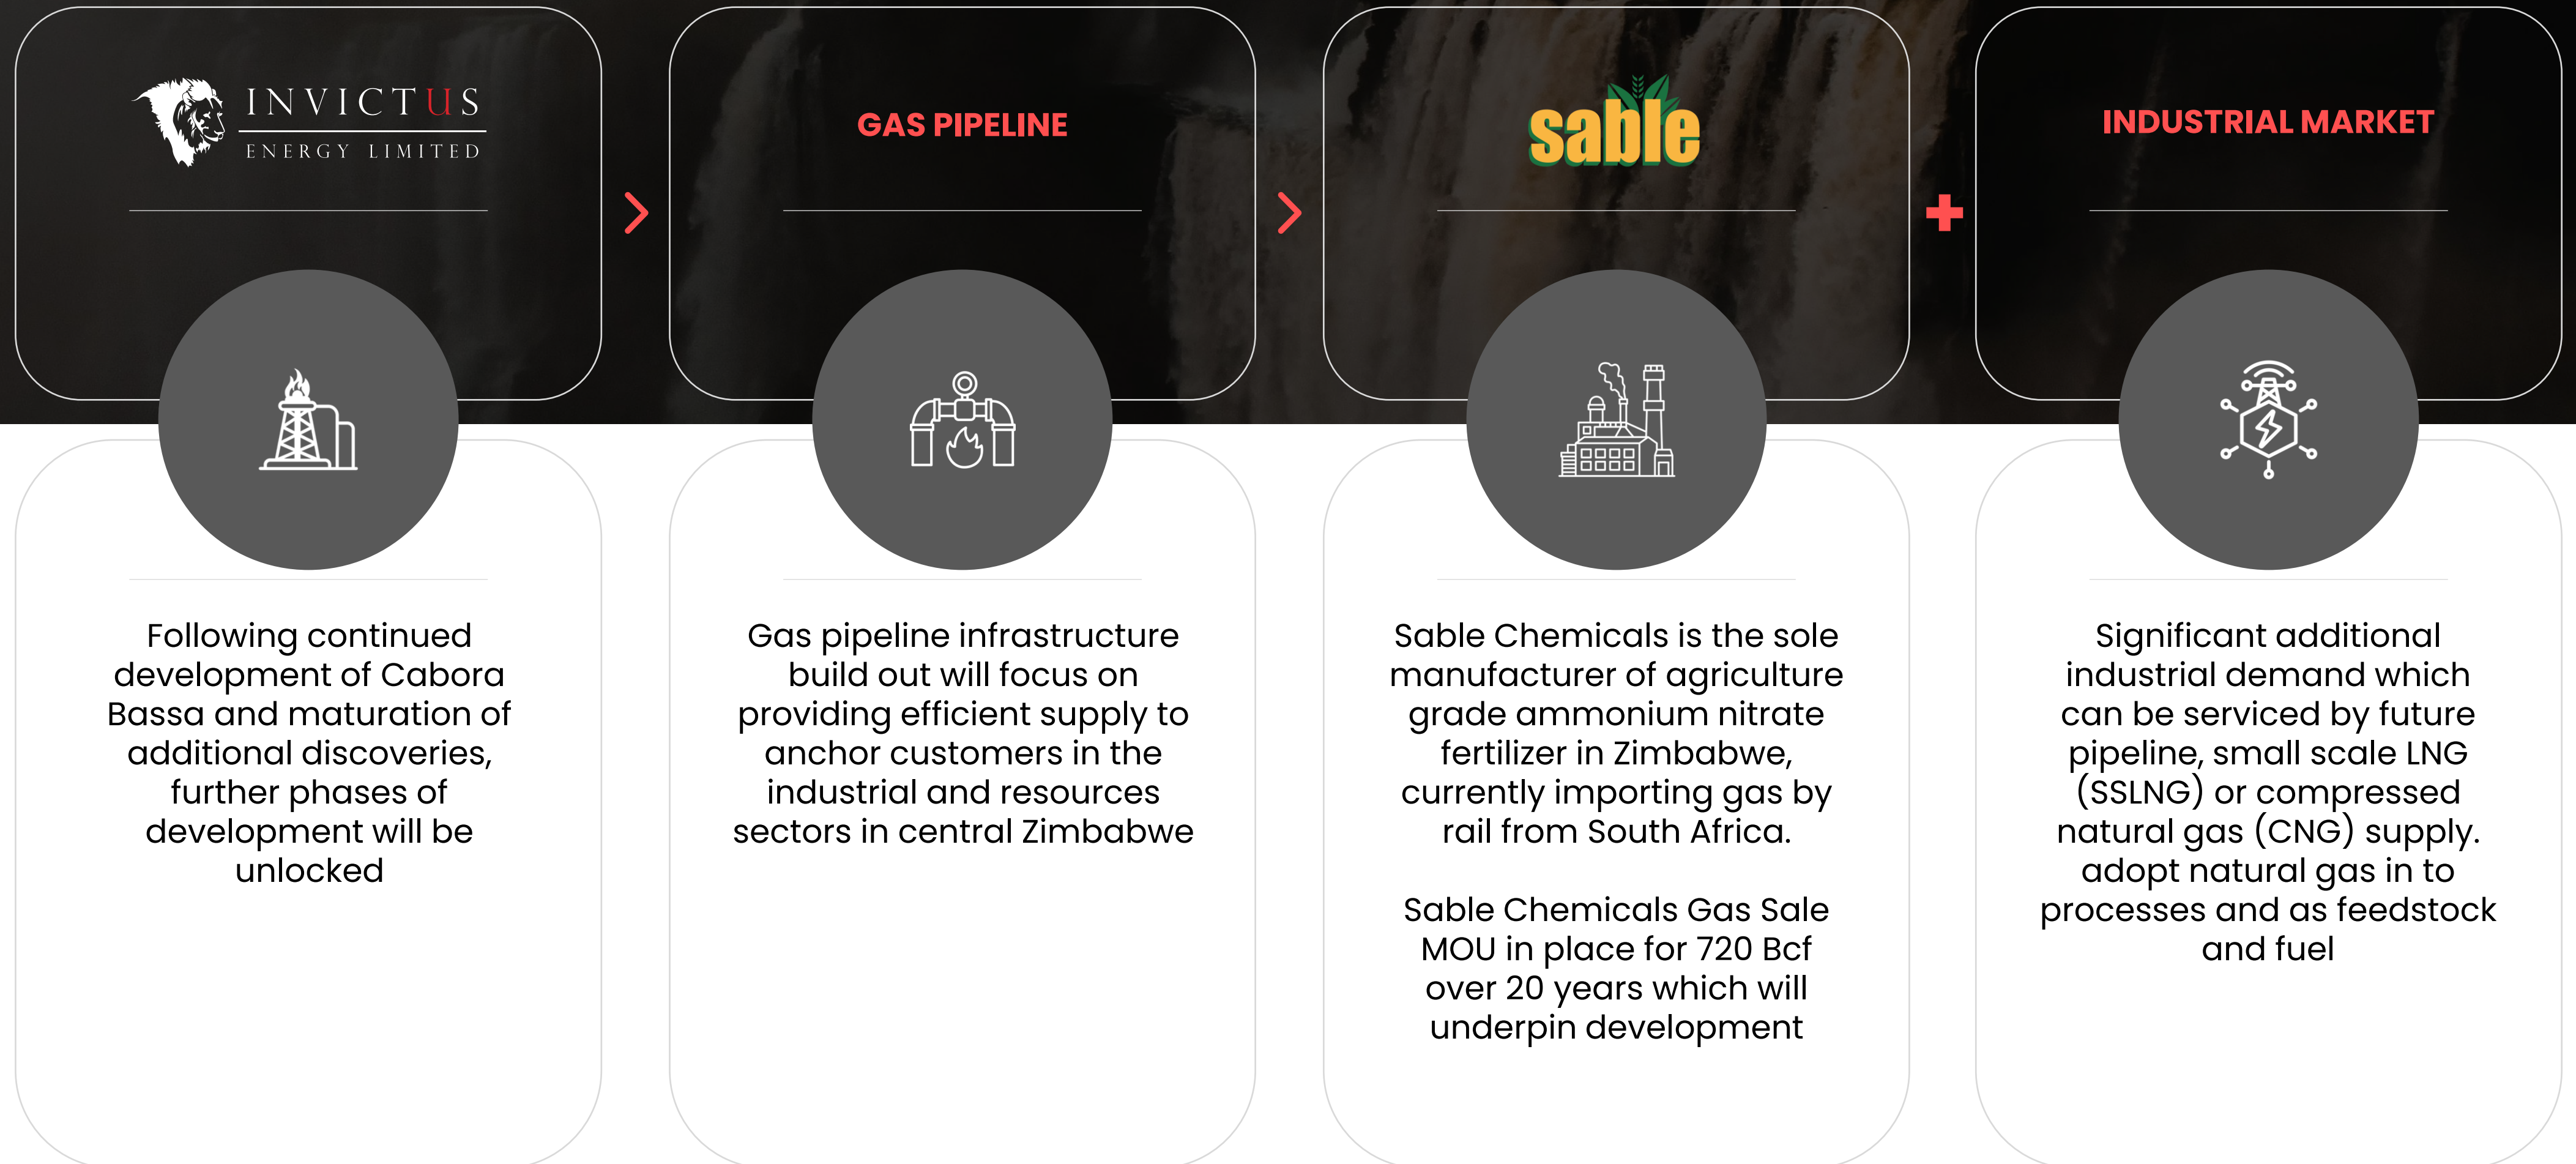 INVICTUS
ENERGY LIMITED
GAS PIPELINE
sable
INDUSTRIAL MARKET
Following continued
development of Cabora
Bassa and maturation of
additional discoveries,
further phases of
development will be
unlocked
Gas pipeline infrastructure
build out will focus on
providing efficient supply to
anchor customers in the
industrial and resources
sectors in central Zimbabwe
Sable Chemicals is the sole
manufacturer of agriculture
grade ammonium nitrate
fertilizer in Zimbabwe,
currently importing gas by
rail from South Africa.
Sable Chemicals Gas Sale
MOU in place for 720 Bcf
over 20 years which will
underpin development
Significant additional
industrial demand which
can be serviced by future
pipeline, small scale LNG
(SSLNG) or compressed
natural gas (CNG) supply.
adopt natural gas in to
processes and as feedstock
and fuel